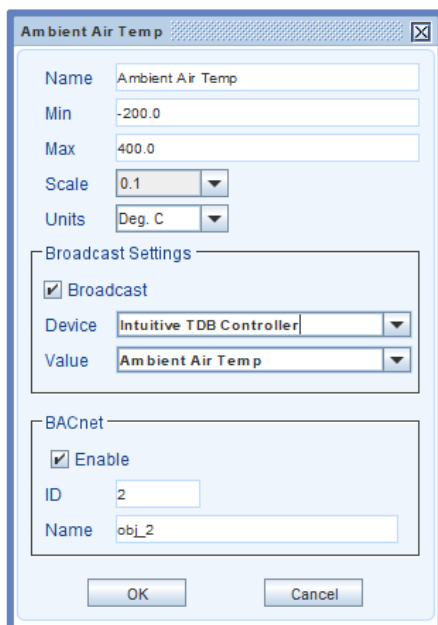 Ambient Air Temp
Name Ambient Air Temp
Min -200.0
Max 400.0
Scale 0.1
Units Deg. C
Broadcast Settings
Broadcast
Device Intuitive TDB Controller
Value Ambient Air Temp
BACnet
Enable
ID 2
Name obj_2
OK Cancel